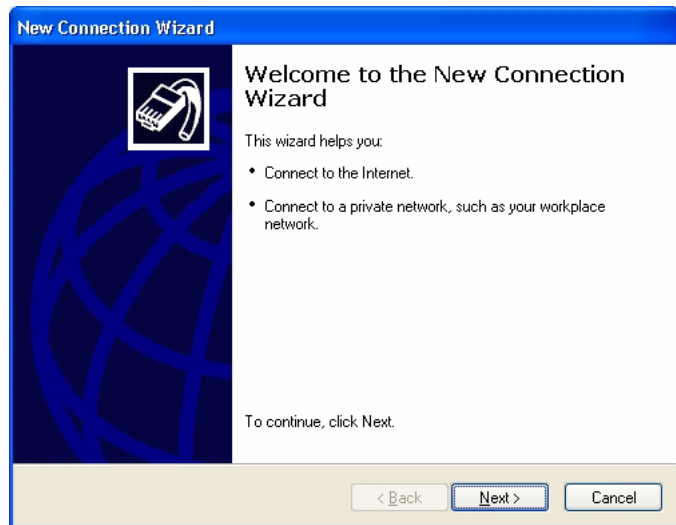 New Connection Wizard
Welcome to the New Connection
Wizard
This wizard helps you:
• Connect to the Internet.
• Connect to a private network, such as your workplace
network.
To continue, click Next.
< Back
Next >
Cancel